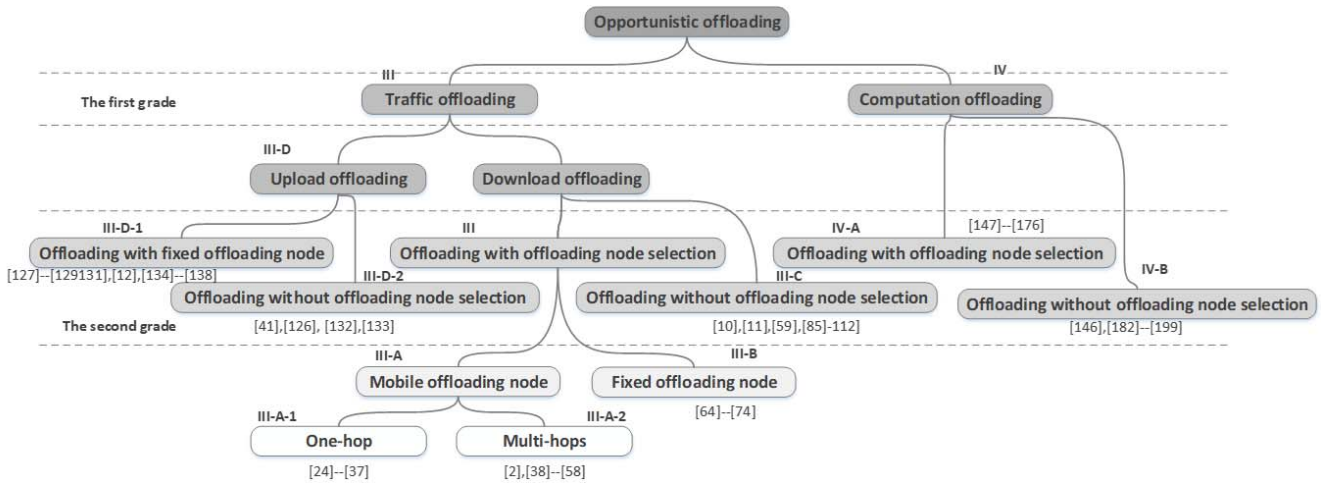 Opportunistic offloading
III
IV
The first grade
Traffic offloading
Computation offloading
III-D
Upload offloading
Download offloading
III-D-1
III
IV-A
[147]--[176]
Offloading with fixed offloading node
Offloading with offloading node selection
Offloading with offloading node selection
[127]--[129131],[12],[134]--[138]
III-D-2
III-C
IV-B
Offloading without offloading node selection
Offloading without offloading node selection
Offloading without offloading node selection
The second grade
[41],[126], [132],[133]
[10],[11],[59],[85]-112
[146],[182]--[199]
III-A
III-B
Mobile offloading node
Fixed offloading node
[64]--[74]
III-A-1
III-A-2
One-hop
Multi-hops
[24]--[37]
[2],[38]--[58]